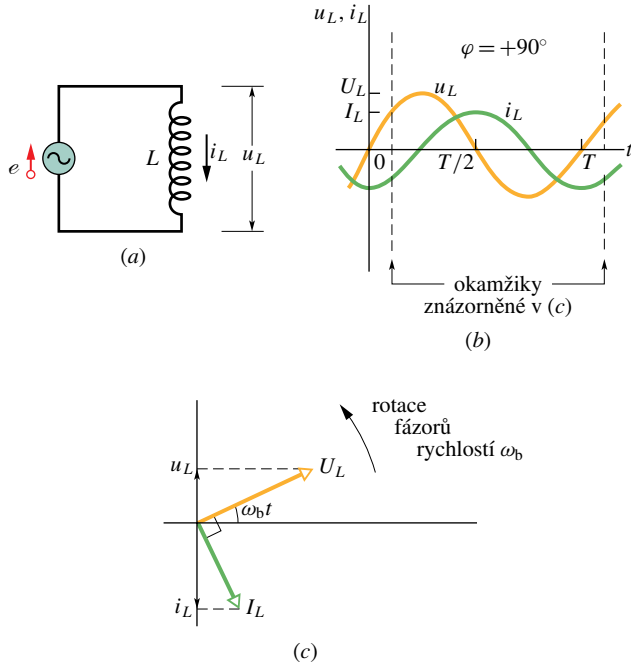 e
L
i_L
u_L
(a)
u_L, i_L
φ = +90°
U_L
I_L
u_L
i_L
0
T/2
T
t
okamžiky
znázorněné v (c)
(b)
rotace
fázorů
rychlostí ω_b
u_L
U_L
ω_b t
i_L
I_L
(c)